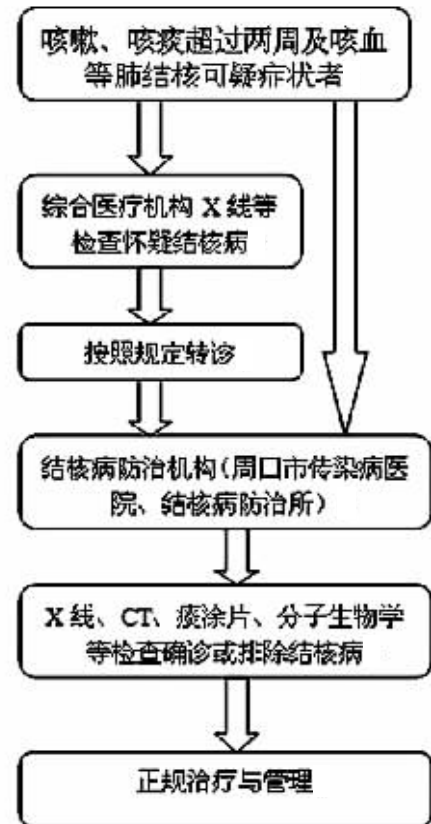 咳嗽、咳痰超过两周及咳血
等肺结核可疑症状者
综合医疗机构 X 线等
检查怀疑结核病
按照规定转诊
结核病防治机构(周口市传染病医
院、结核病防治所)
X 线、CT、痰涂片、分子生物学
等检查确诊或排除结核病
正规治疗与管理